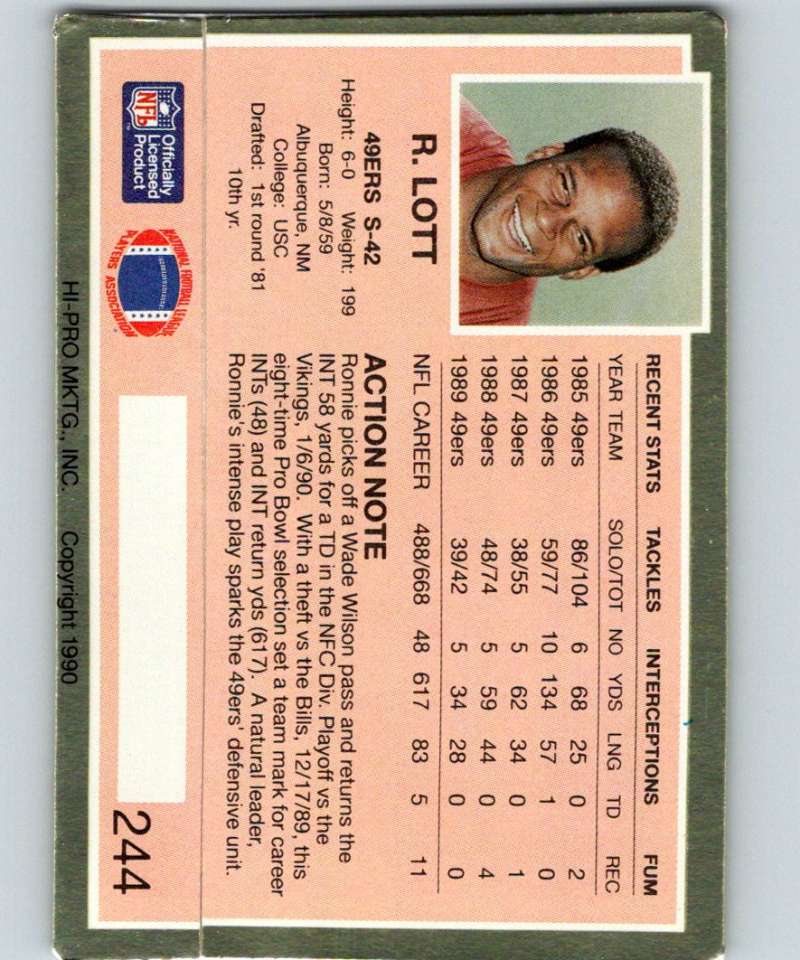 R. LOTT
49ERS S-42
Height: 6-0 Weight: 199
Born: 5/8/59
Albuquerque, NM
College: USC
Drafted: 1st round '81
10th yr.
RECENT STATS TACKLES INTERCEPTIONS FUM
YEAR TEAM SOLO/TOT NO YDS LNG TD REC
1985 49ers 86/104 6 68 25 0 2
1986 49ers 59/77 10 134 57 1 0
1987 49ers 38/55 5 62 34 0 1
1988 49ers 48/74 5 59 44 0 4
1989 49ers 39/42 5 34 28 0 0
NFL CAREER 488/668 48 617 83 5 11
ACTION NOTE
Ronnie picks off a Wade Wilson pass and returns the
INT 58 yards for a TD in the NFC Div. Playoff vs the
Vikings, 1/6/90. With a theft vs the Bills, 12/17/89, this
eight-time Pro Bowl selection set a team mark for career
INTs (48) and INT return yds (617). A natural leader,
Ronnie's intense play sparks the 49ers' defensive unit.
NFL
Officially
Licensed
Product
NATIONAL FOOTBALL LEAGUE
PLAYERS ASSOCIATION
244
HI-PRO MKTG., INC. Copyright 1990